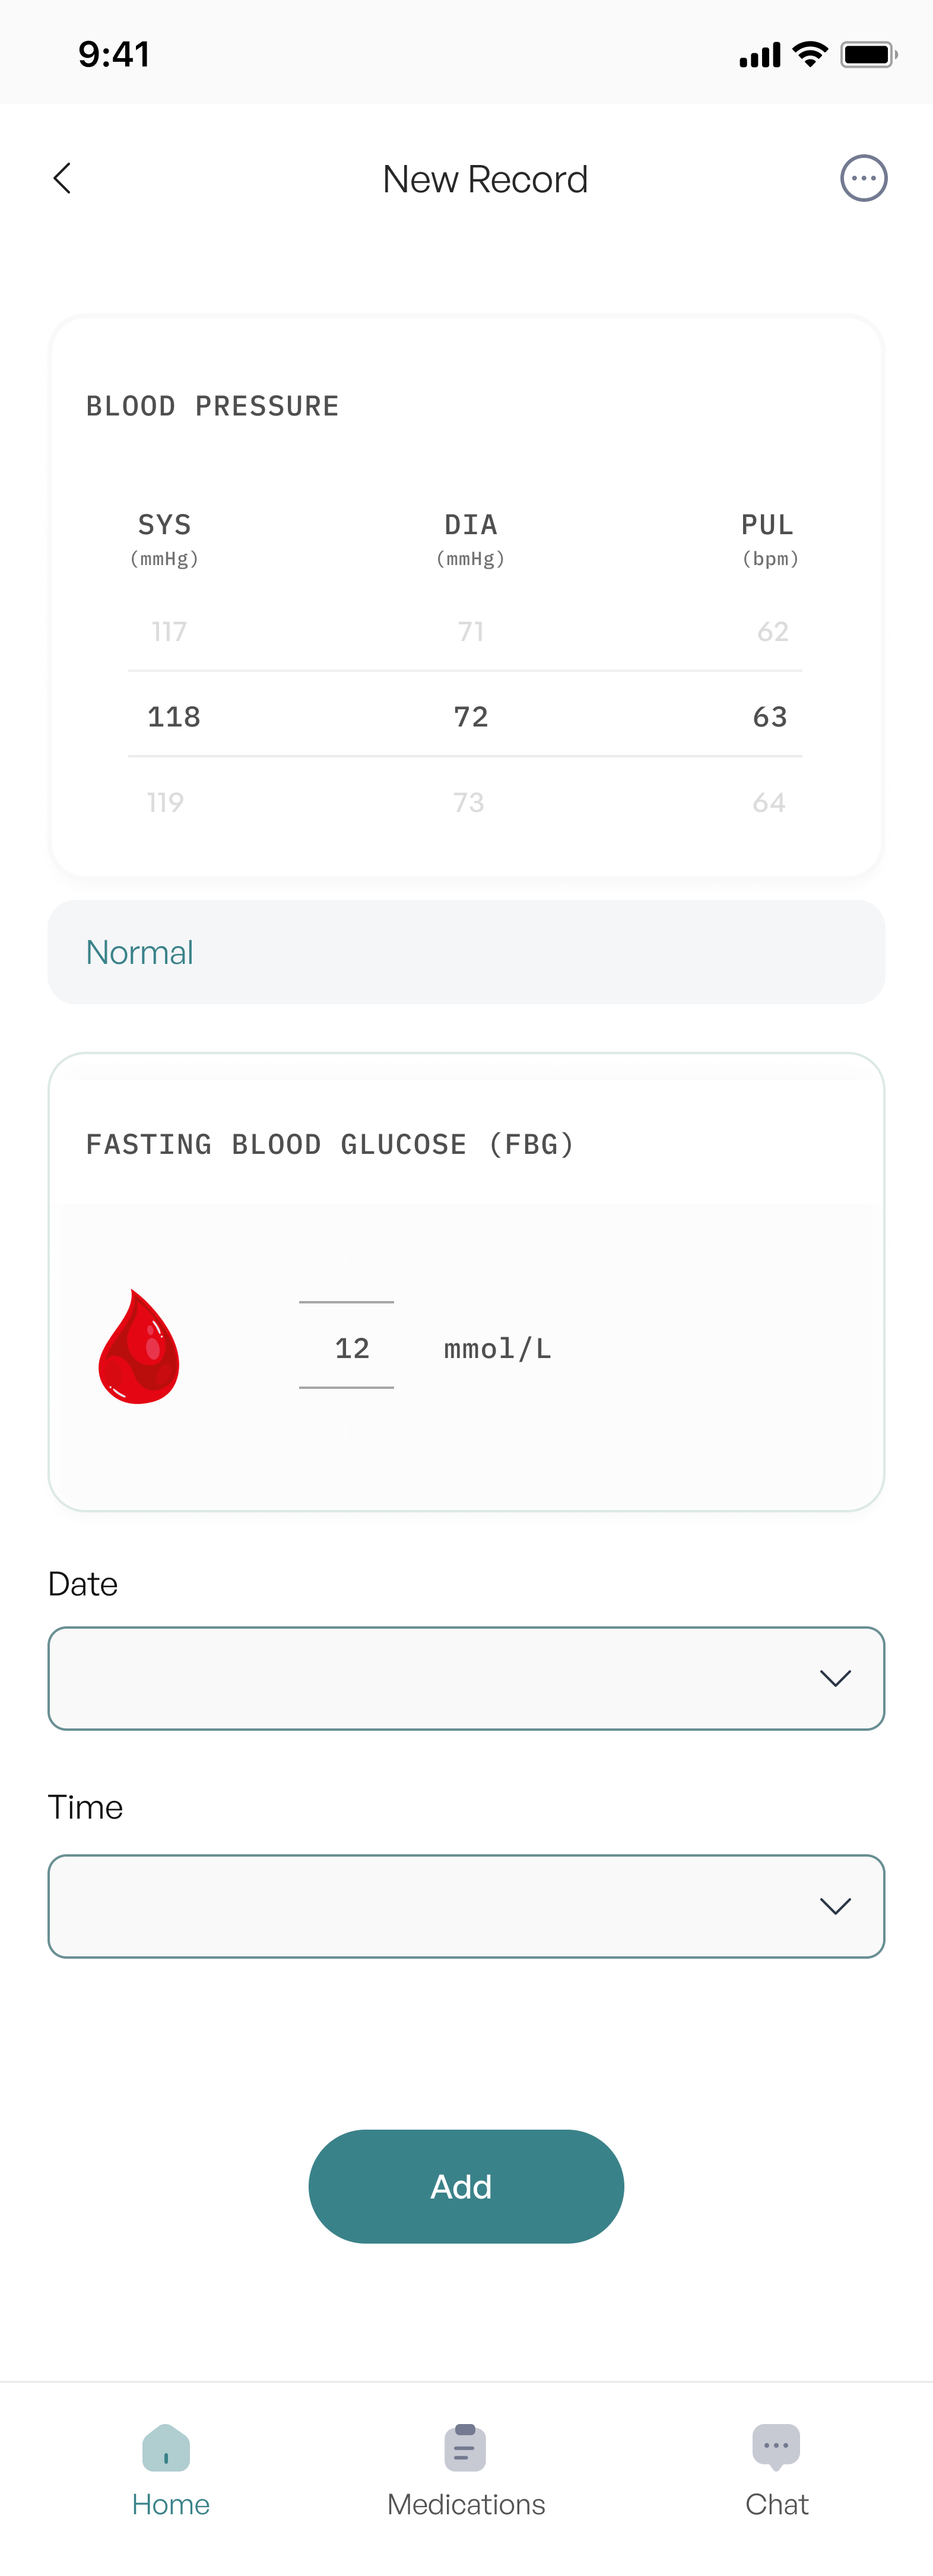 9:41
New Record
BLOOD PRESSURE
SYS DIA PUL
(mmHg) (mmHg) (bpm)
117 71 62
118 72 63
119 73 64
Normal
FASTING BLOOD GLUCOSE (FBG)
12 mmol/L
Date
Time
Add
Home Medications Chat